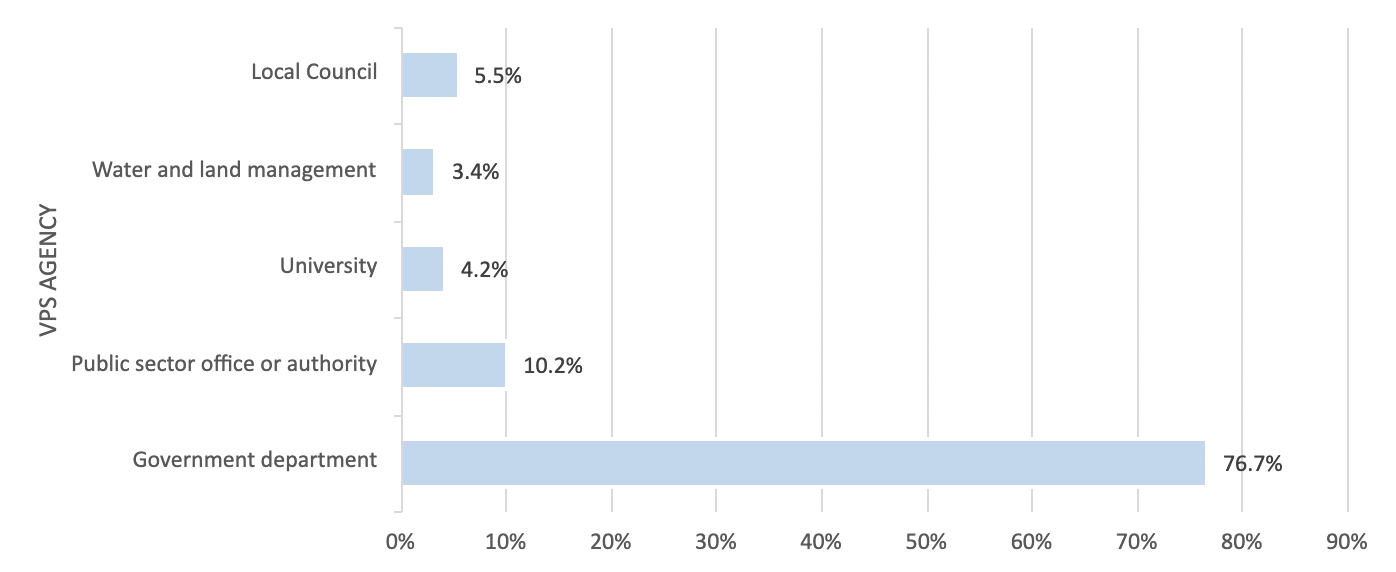 Local Council
5.5%
Water and land management
3.4%
University
4.2%
Public sector office or authority
10.2%
Government department
76.7%
VPS AGENCY
0% 10% 20% 30% 40% 50% 60% 70% 80% 90%